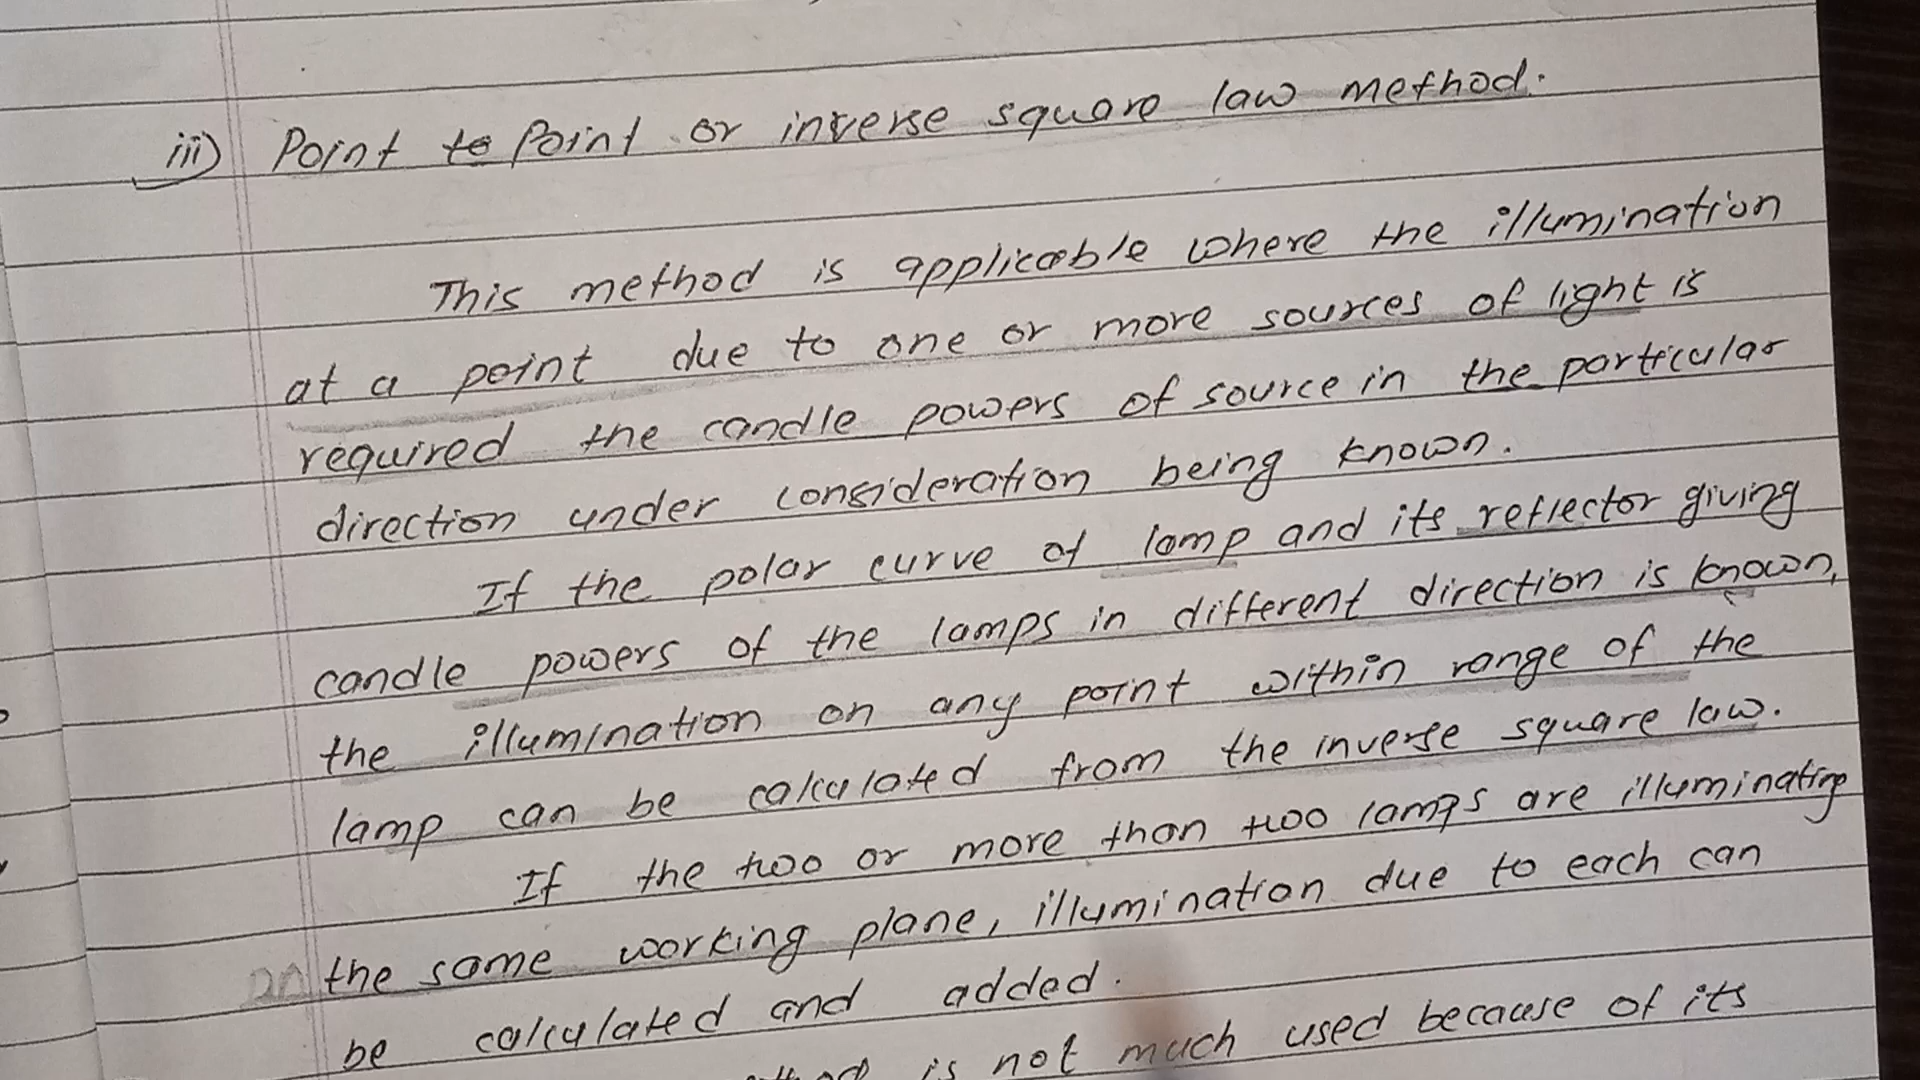 iii) Point to Point or inverse square law method.
This method is applicable where the illumination
at a point due to one or more sources of light is
required the candle powers of source in the particular
direction under consideration being known.
If the polar curve of lamp and its reflector giving
candle powers of the lamps in different direction is known,
the illumination on any point within range of the
lamp can be calculated from the inverse square law.
If the two or more than two lamps are illuminating
the same working plane, illumination due to each can
be calculated and added.
is not much used because of its